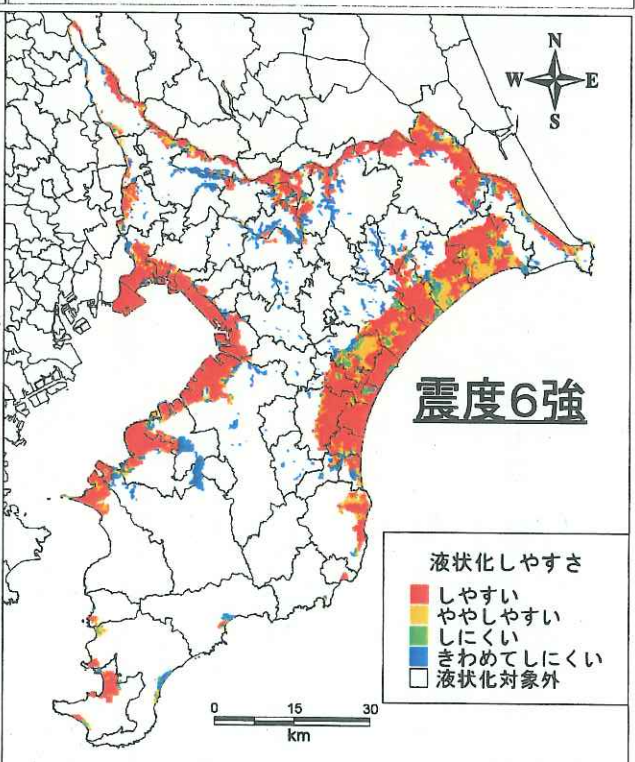 N
W E
S
震度6強
液状化しやすさ
しやすい
ややしやすい
しにくい
きわめてしにくい
液状化対象外
0 15 30
km